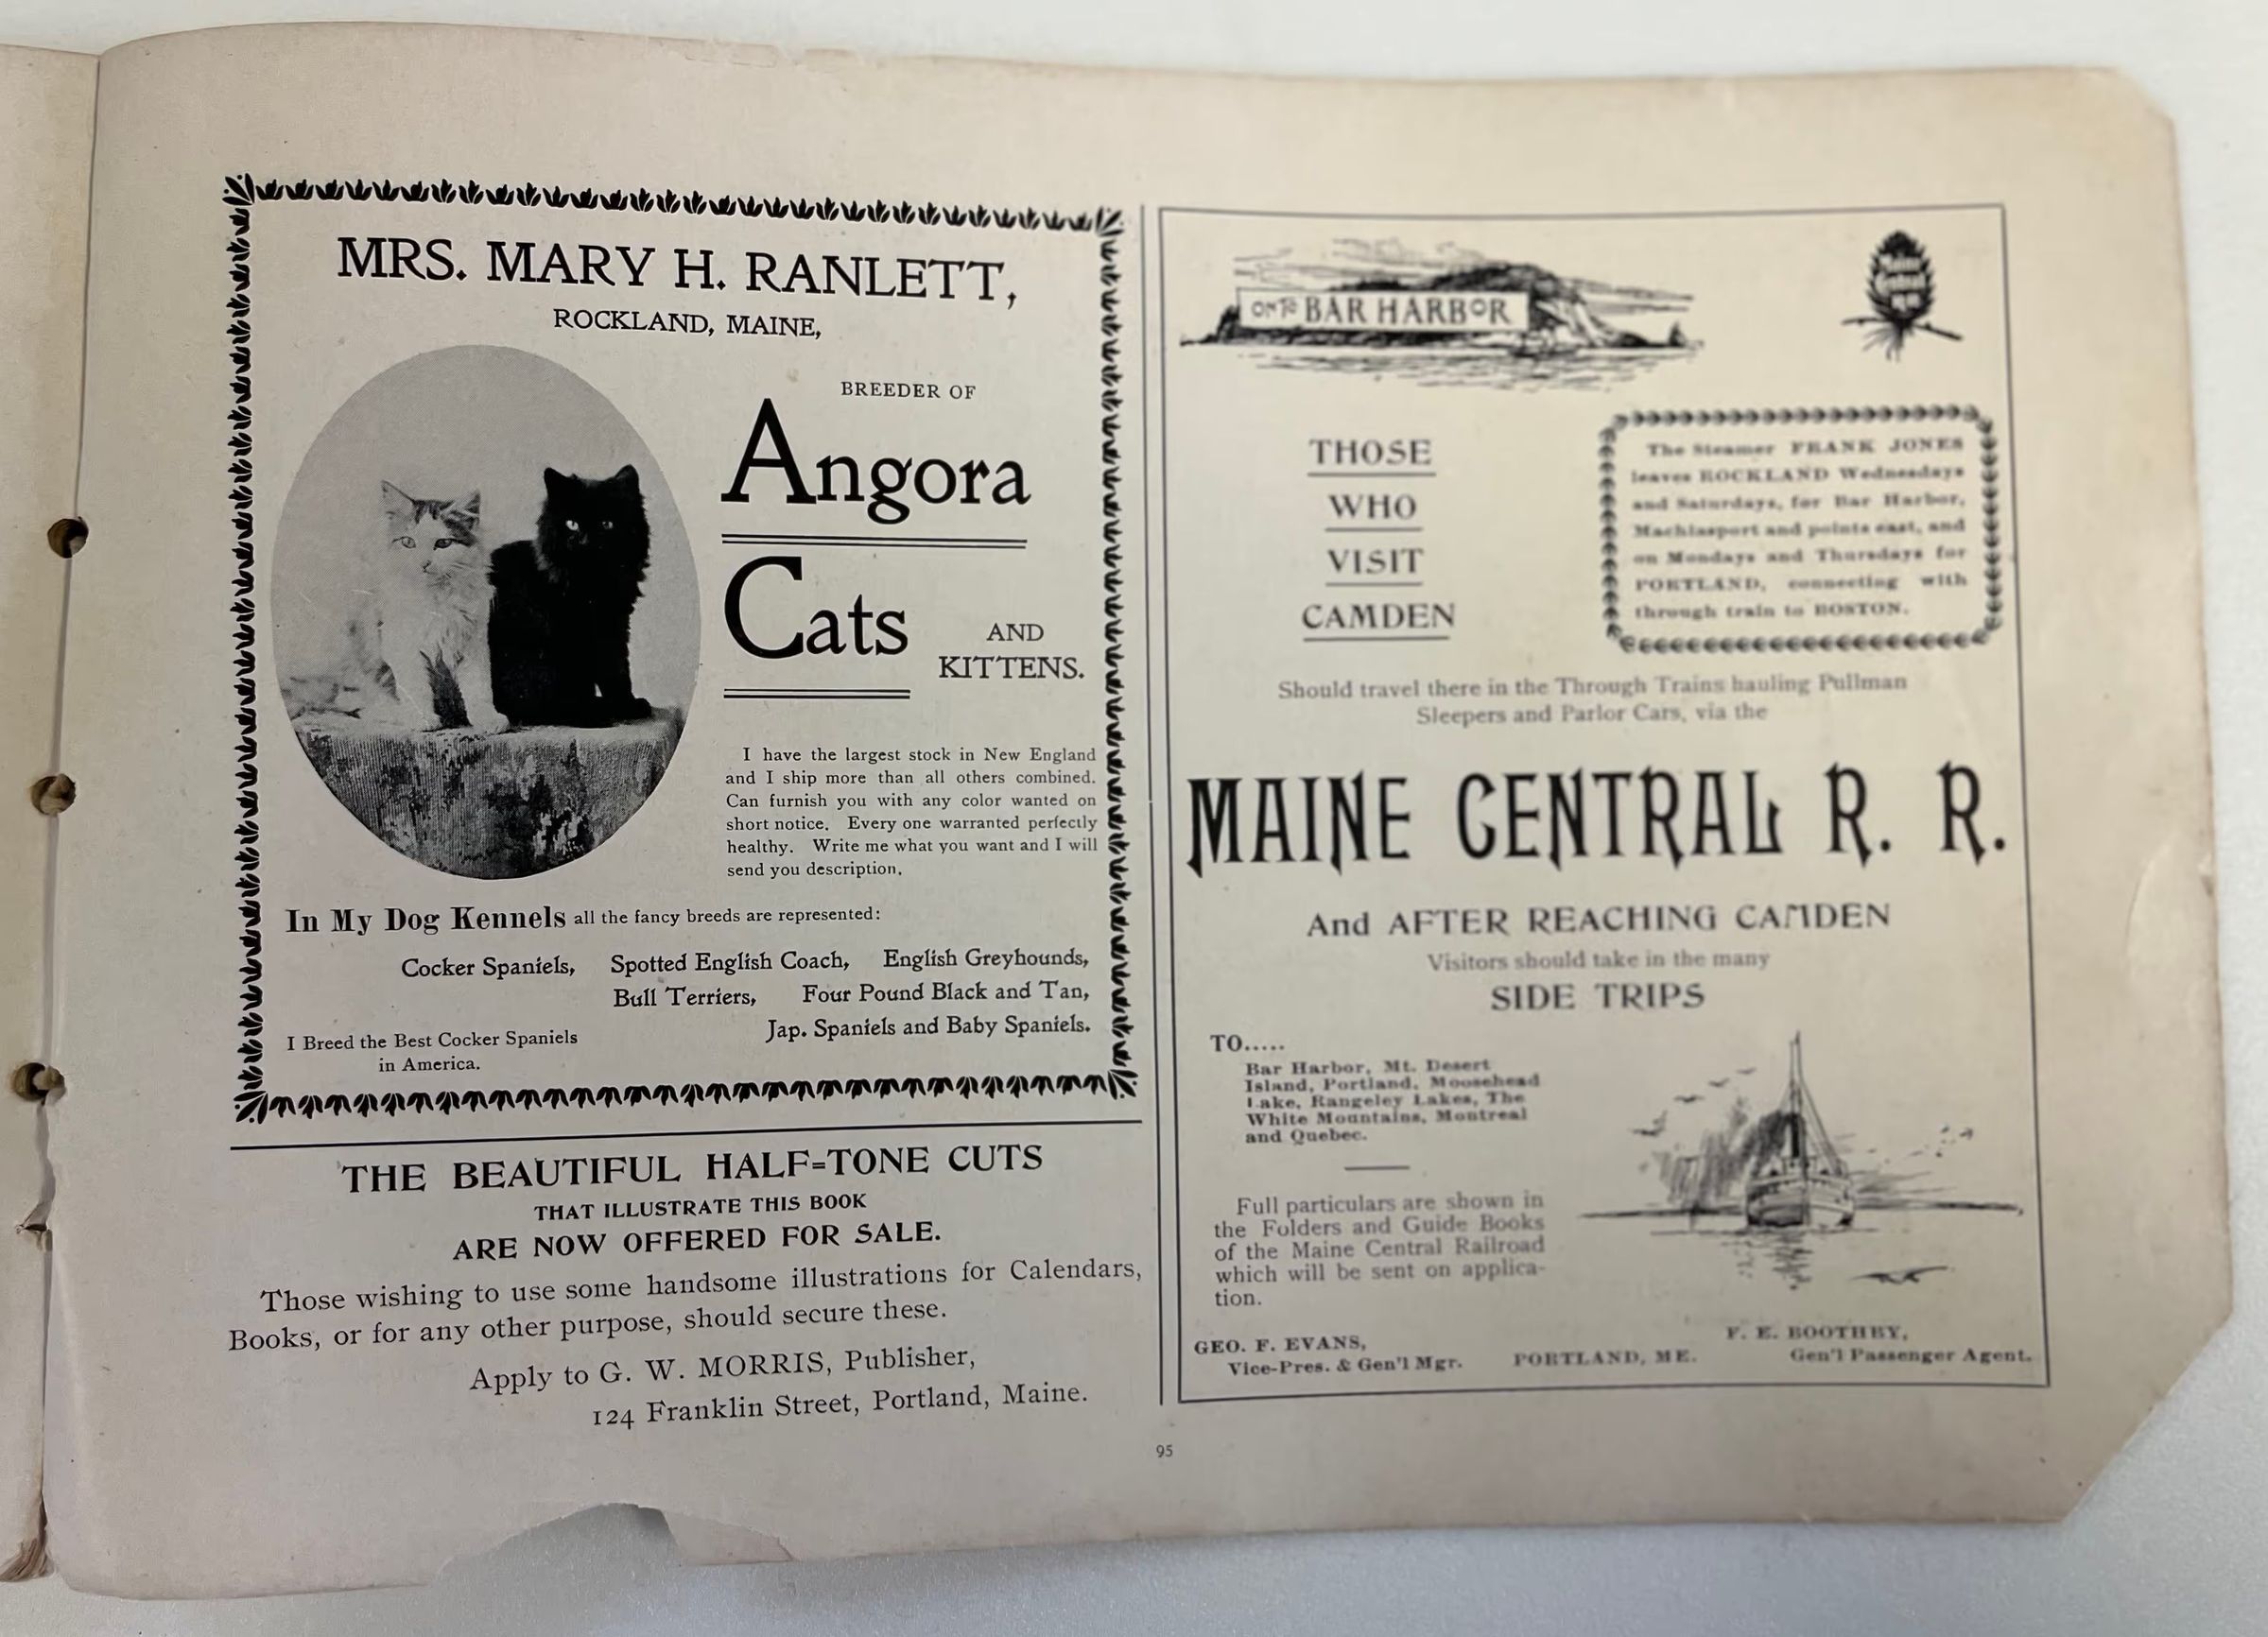 MRS. MARY H. RANLETT,
ROCKLAND, MAINE,
BREEDER OF
Angora
Cats
AND
KITTENS.
I have the largest stock in New England
and I ship more than all others combined.
Can furnish you with any color wanted on
short notice. Every one warranted perfectly
healthy. Write me what you want and I will
send you description.
In My Dog Kennels all the fancy breeds are represented:
Cocker Spaniels, Spotted English Coach, English Greyhounds,
Bull Terriers, Four Pound Black and Tan,
Jap. Spaniels and Baby Spaniels.
I Breed the Best Cocker Spaniels
in America.
THE BEAUTIFUL HALF=TONE CUTS
THAT ILLUSTRATE THIS BOOK
ARE NOW OFFERED FOR SALE.
Those wishing to use some handsome illustrations for Calendars,
Books, or for any other purpose, should secure these.
Apply to G. W. MORRIS, Publisher,
124 Franklin Street, Portland, Maine.
ON TO BAR HARBOR
THOSE
WHO
VISIT
CAMDEN
The Steamer FRANK JONES
leaves ROCKLAND Wednesdays
and Saturdays, for Bar Harbor,
Machiasport and points east, and
on Mondays and Thursdays for
PORTLAND, connecting with
through train to BOSTON.
Should travel there in the Through Trains hauling Pullman
Sleepers and Parlor Cars, via the
MAINE CENTRAL R. R.
And AFTER REACHING CAMDEN
Visitors should take in the many
SIDE TRIPS
TO.....
Bar Harbor, Mt. Desert
Island, Portland, Moosehead
Lake, Rangeley Lakes, The
White Mountains, Montreal
and Quebec.
Full particulars are shown in
the Folders and Guide Books
of the Maine Central Railroad
which will be sent on applica-
tion.
GEO. F. EVANS,
Vice-Pres. & Gen'l Mgr.
PORTLAND, ME.
F. E. BOOTHBY,
Gen'l Passenger Agent.
95